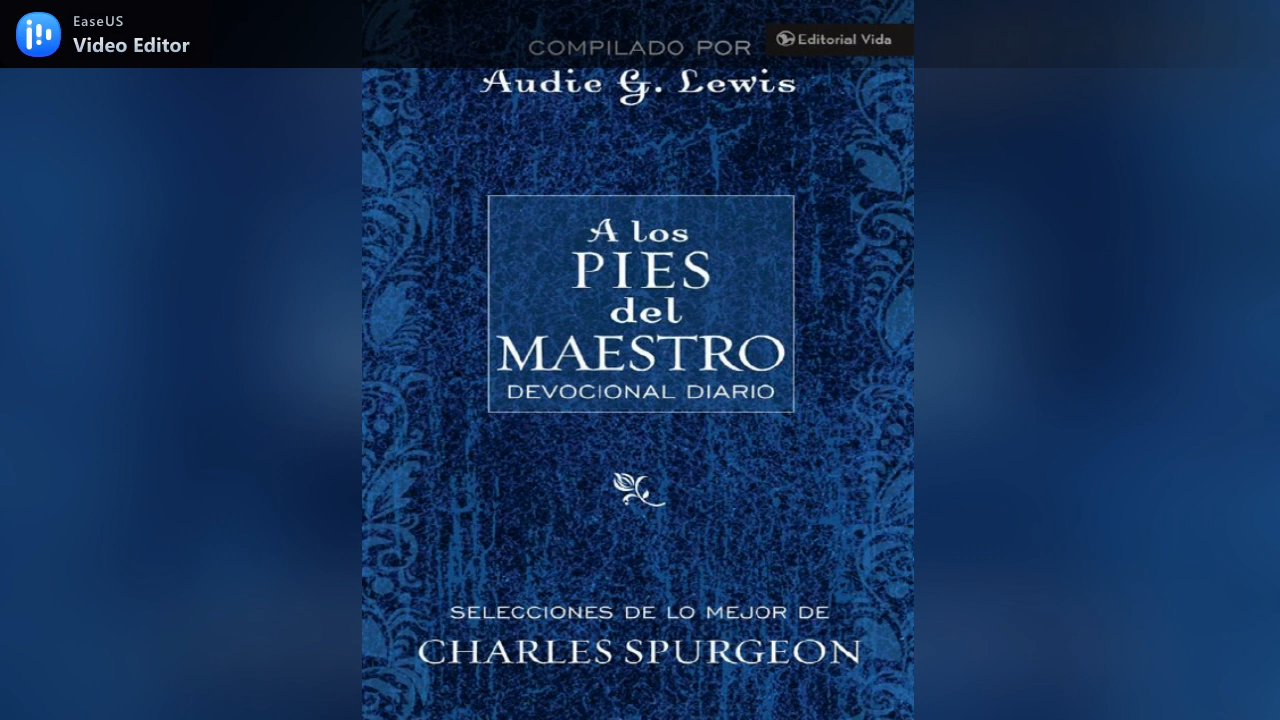 EaseUS
Video Editor
Editorial Vida
COMPILADO POR
Audie G. Lewis
A los
PIES
del
MAESTRO
DEVOCIONAL DIARIO
SELECCIONES DE LO MEJOR DE
CHARLES SPURGEON